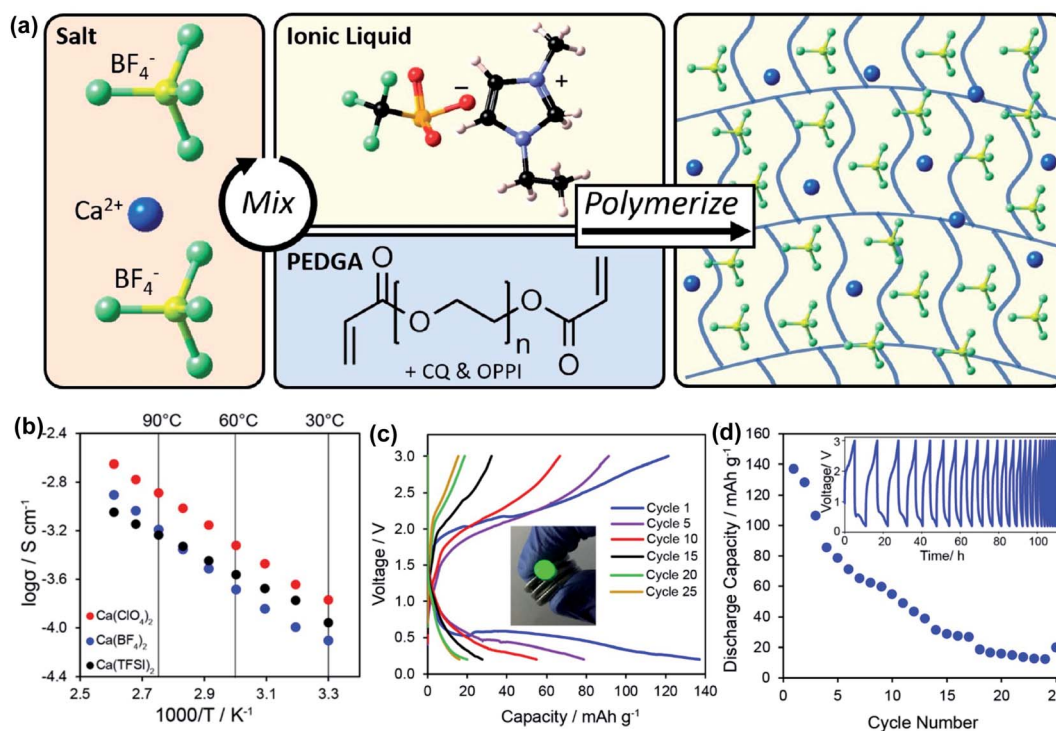 (a)
Salt
BF4-
Ca2+
BF4-
Mix
Ionic Liquid
−
+
PEDGA
O
O
O
n
O
+ CQ & OPPI
Polymerize
(b)
90°C
60°C
30°C
-2.4
-2.8
-3.2
-3.6
-4.0
-4.4
logσ / S cm-1
Ca(ClO4)2
Ca(BF4)2
Ca(TFSI)2
2.5
2.7
2.9
3.1
3.3
1000/T / K-1
(c)
3.0
2.5
2.0
1.5
1.0
0.5
0.0
Voltage / V
Cycle 1
Cycle 5
Cycle 10
Cycle 15
Cycle 20
Cycle 25
0
20
40
60
80
100
120
140
Capacity / mAh g-1
(d)
160
140
120
100
80
60
40
20
0
Discharge Capacity / mAh g-1
3
2
1
0
Voltage/ V
0
20
40
60
80
100
Time/ h
0
5
10
15
20
Cycle Number